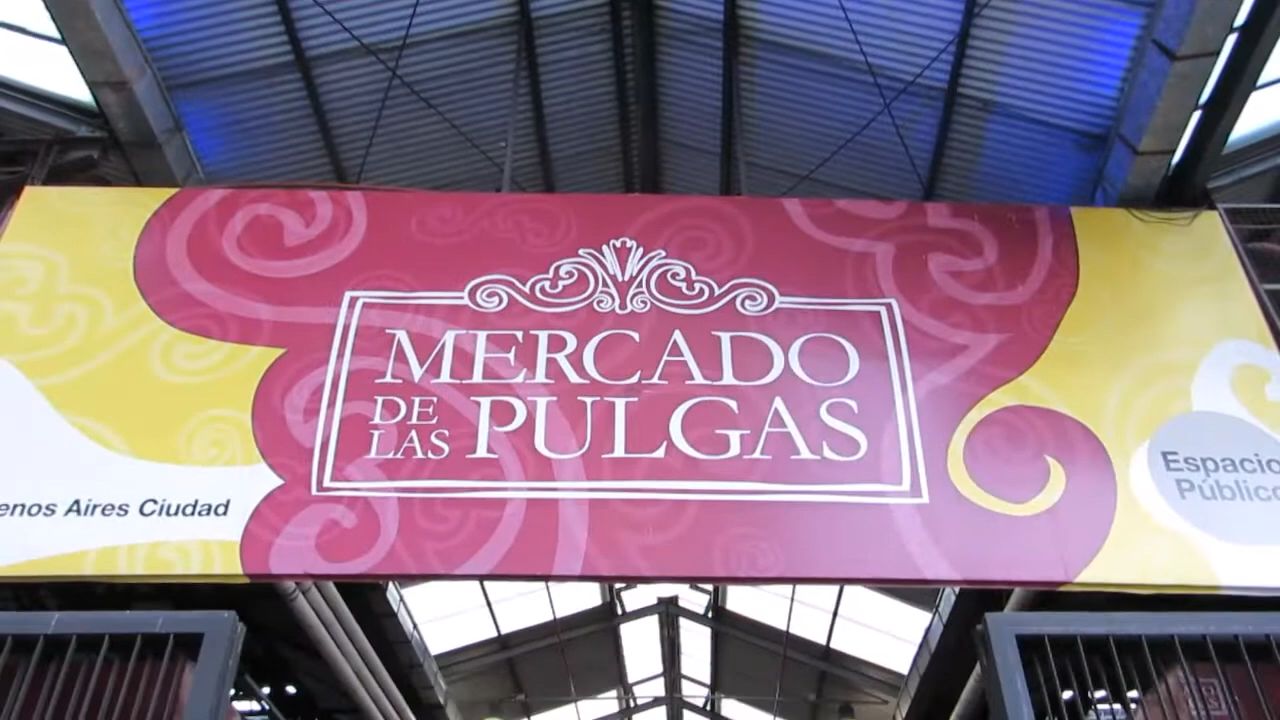 MERCADO
DE LAS PULGAS
enos Aires Ciudad
Espacio
Público